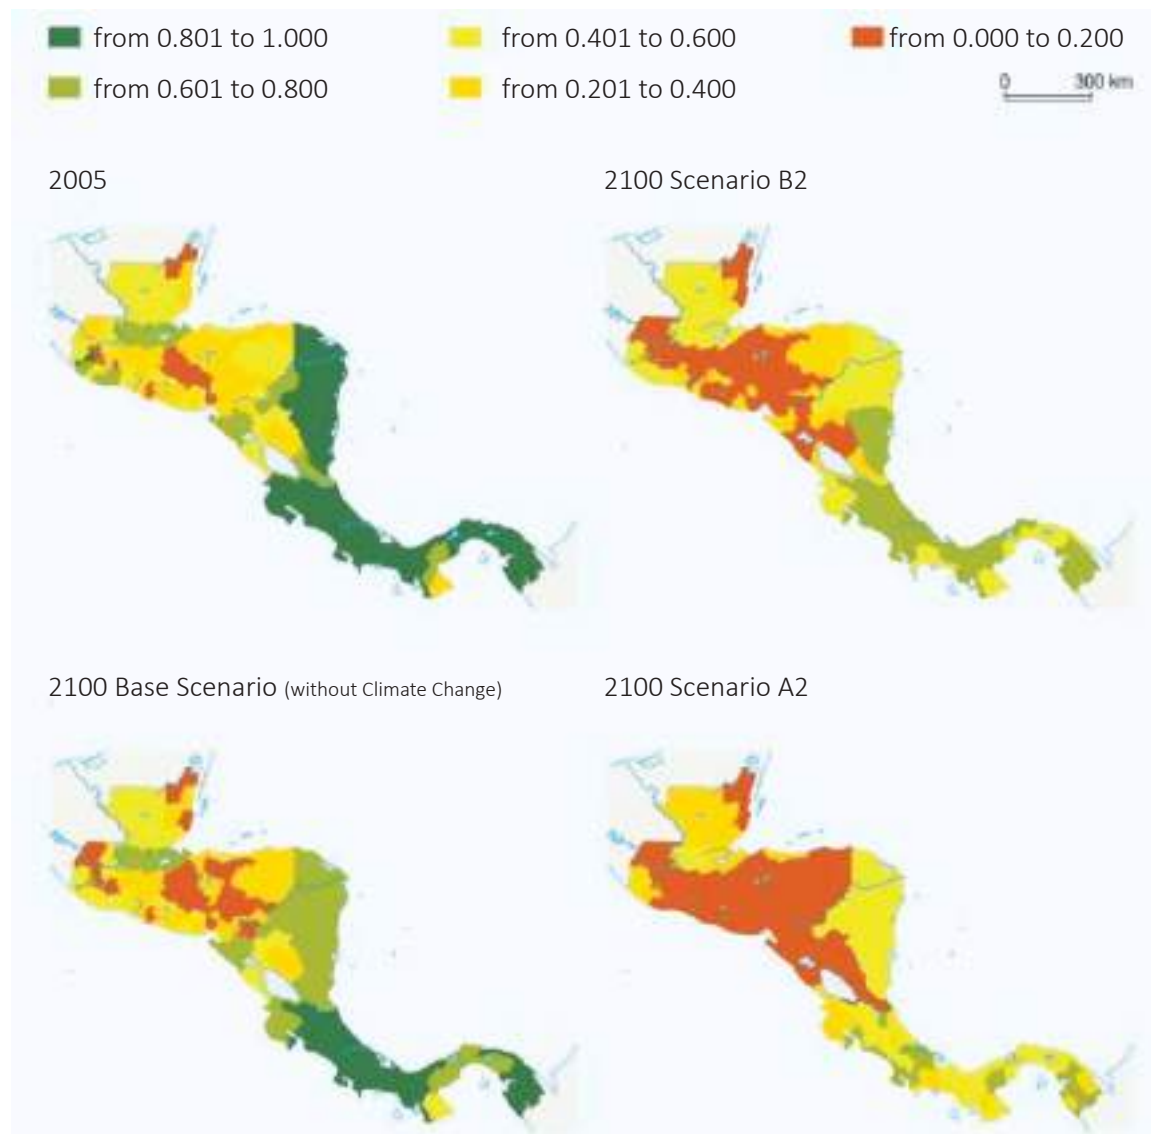 from 0.801 to 1.000
from 0.401 to 0.600
from 0.000 to 0.200
from 0.601 to 0.800
from 0.201 to 0.400
0 300 km
2005
2100 Scenario B2
2100 Base Scenario (without Climate Change)
2100 Scenario A2